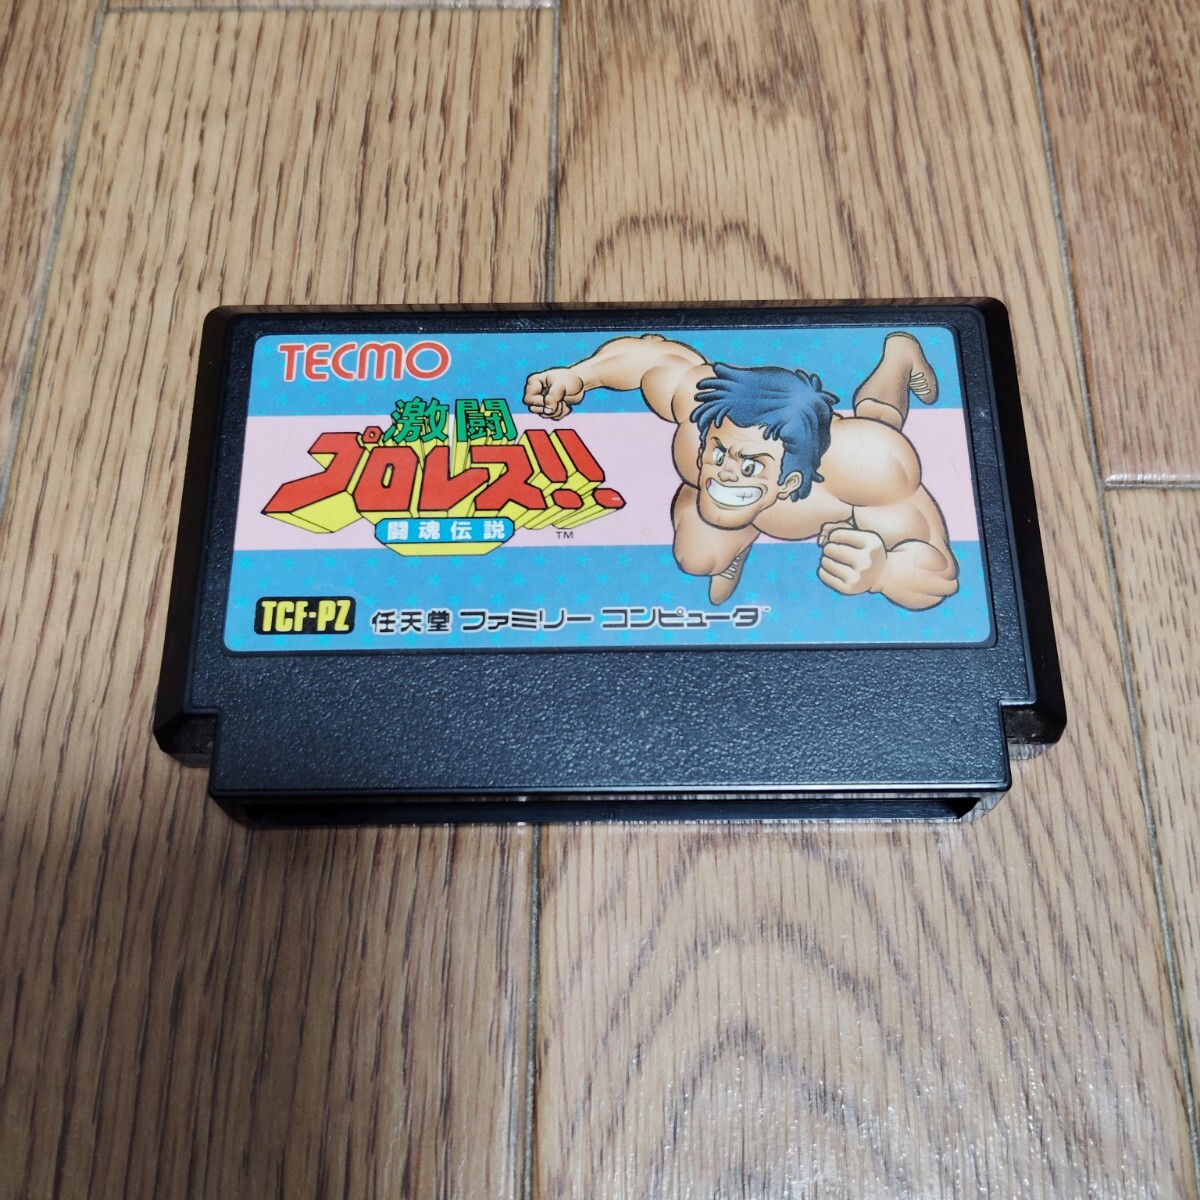 TECMO
激闘
プロレス!!
闘魂伝説
TM
TCF-PZ
任天堂 ファミリー コンピュータ